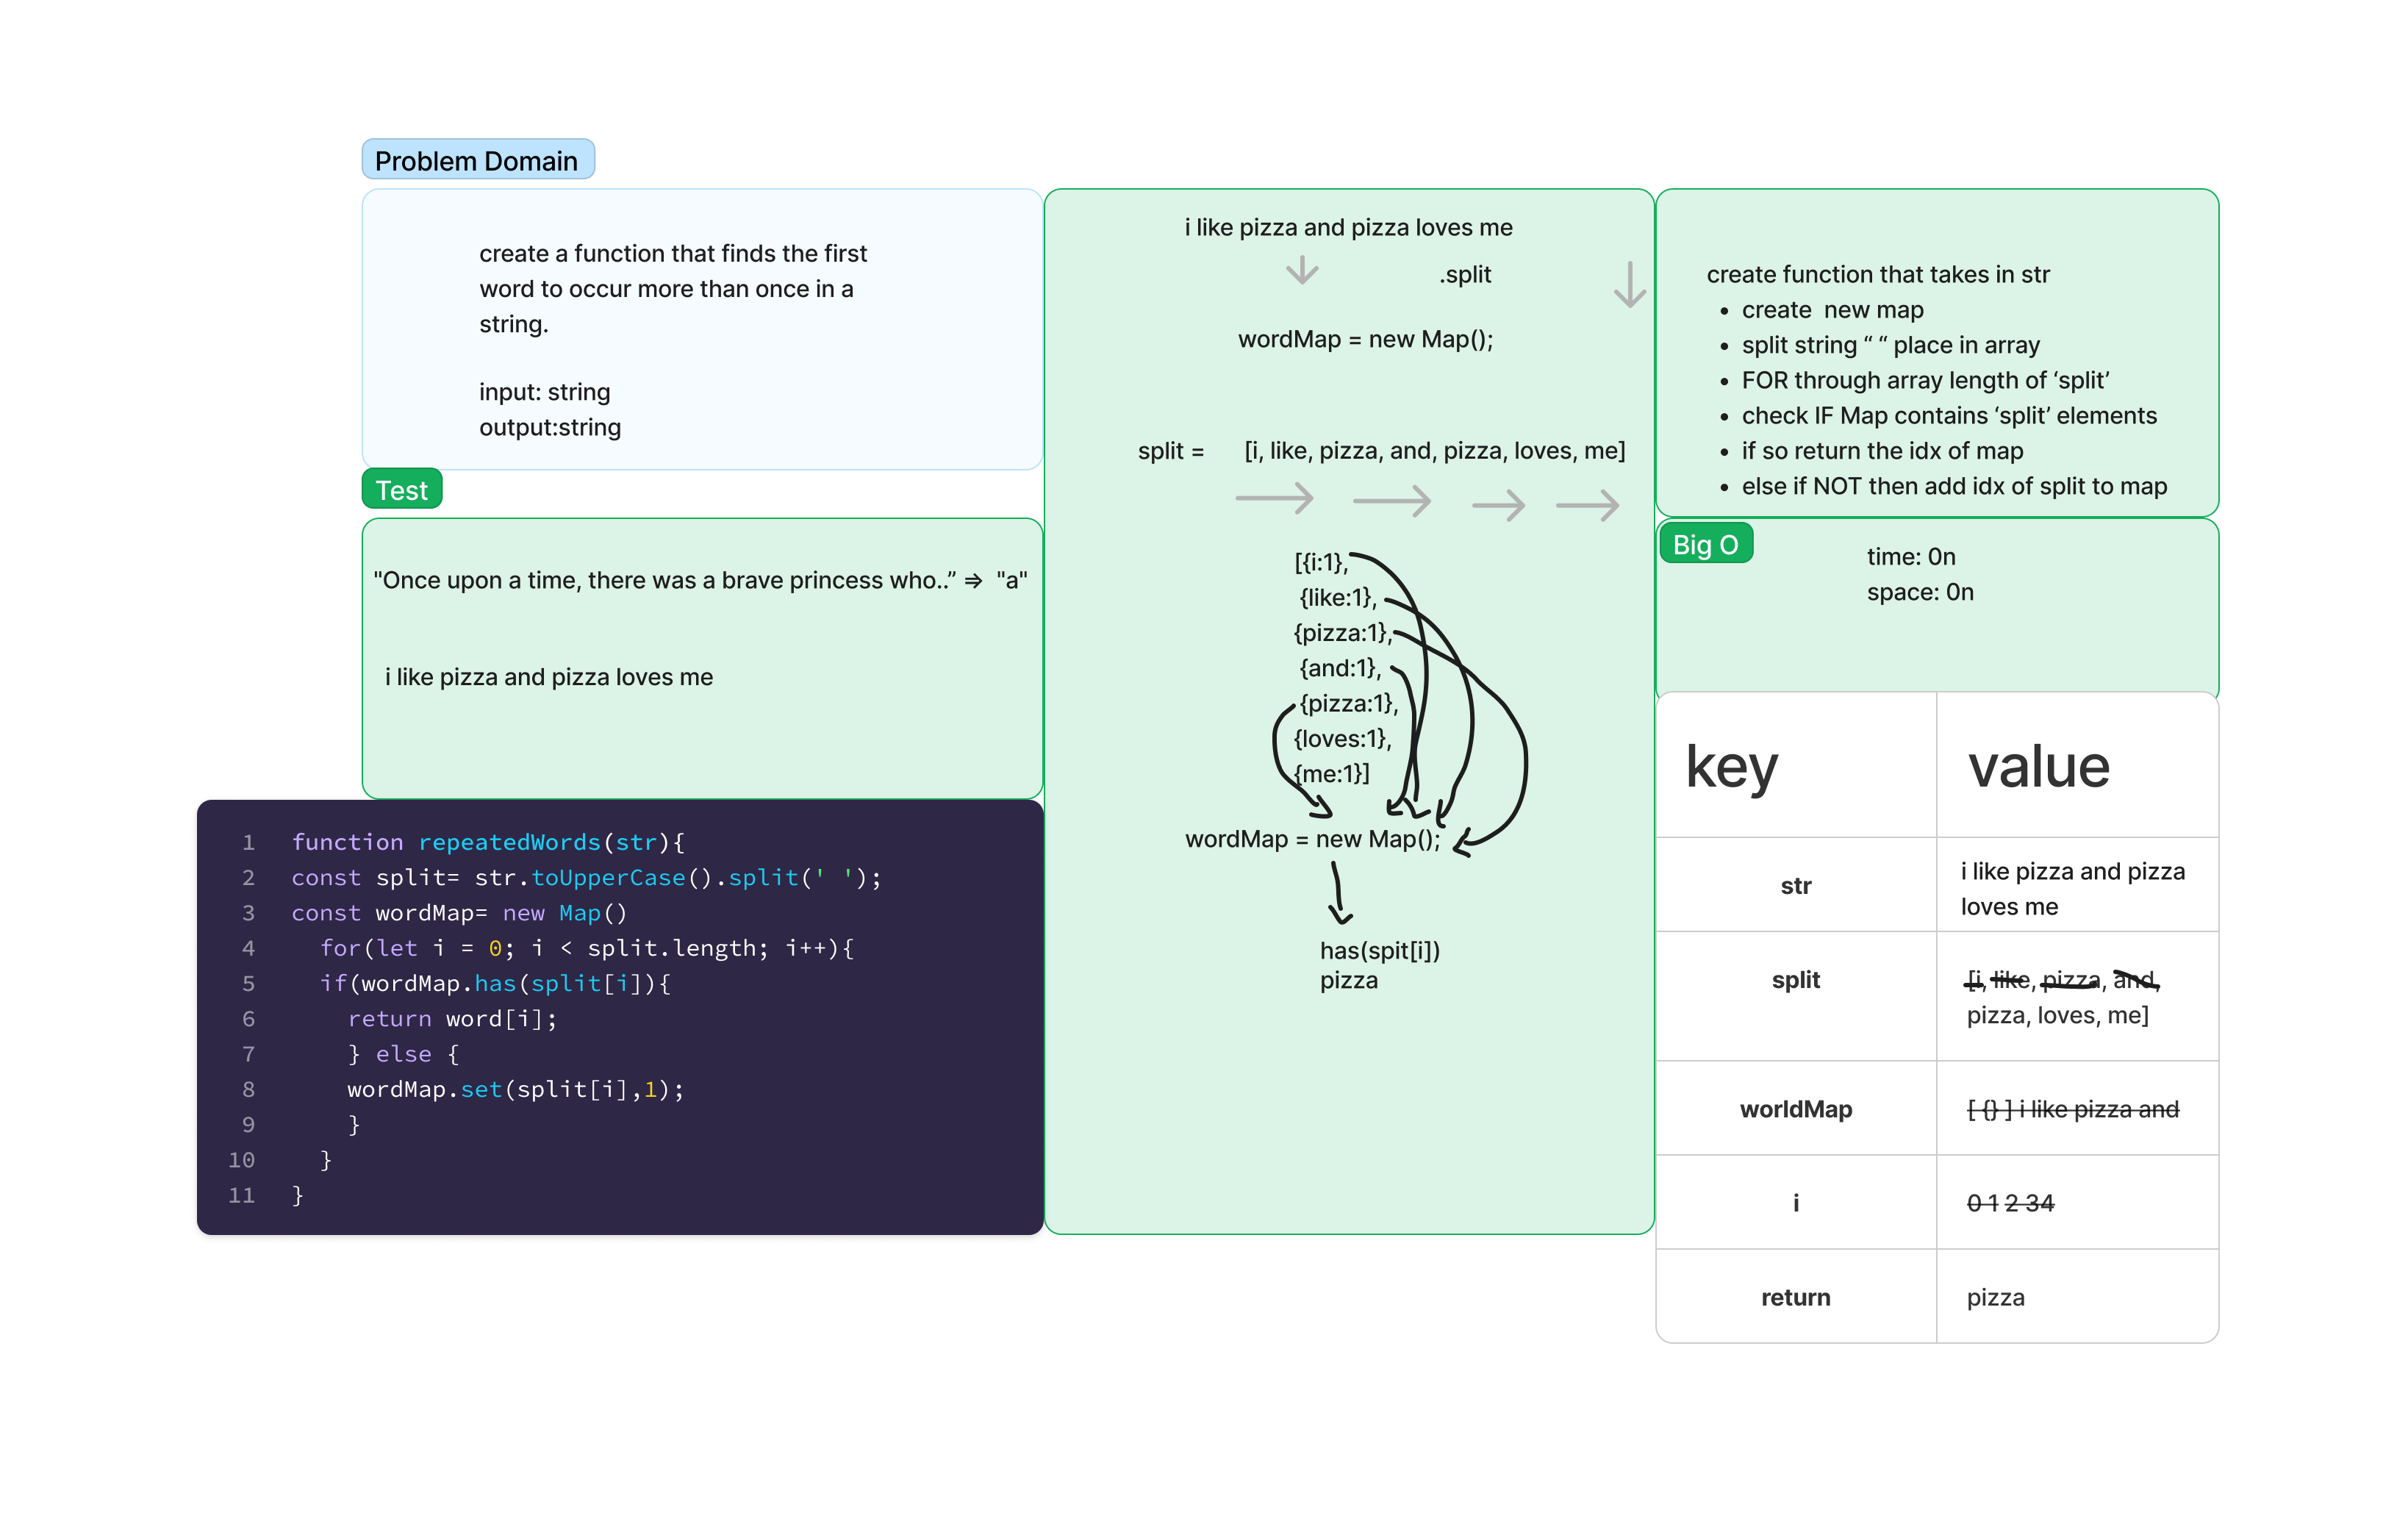 Problem Domain
create a function that finds the first
word to occur more than once in a
string.
input: string
output:string
Test
"Once upon a time, there was a brave princess who..” => "a"
i like pizza and pizza loves me
1 function repeatedWords(str){
2 const split= str.toUpperCase().split(' ');
3 const wordMap= new Map()
4 for(let i = 0; i < split.length; i++){
5 if(wordMap.has(split[i]){
6 return word[i];
7 } else {
8 wordMap.set(split[i],1);
9 }
10 }
11 }
i like pizza and pizza loves me
.split
wordMap = new Map();
split = [i, like, pizza, and, pizza, loves, me]
[{i:1},
{like:1},
{pizza:1},
{and:1},
{pizza:1},
{loves:1},
{me:1}]
wordMap = new Map();
has(spit[i])
pizza
create function that takes in str
• create new map
• split string “ “ place in array
• FOR through array length of ‘split’
• check IF Map contains ‘split’ elements
• if so return the idx of map
• else if NOT then add idx of split to map
Big O
time: 0n
space: 0n
key value
str i like pizza and pizza
loves me
split [i, like, pizza, and,
pizza, loves, me]
worldMap [ {} ] i like pizza and
i 0 1 2 34
return pizza